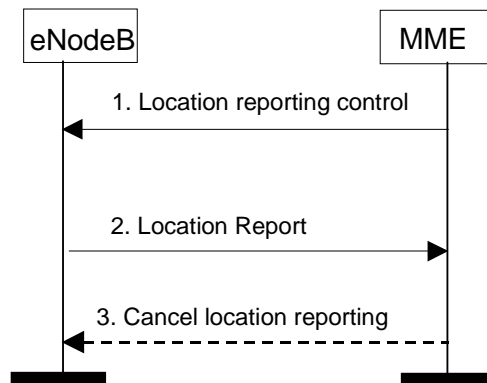 eNodeB
MME
1. Location reporting control
2. Location Report
3. Cancel location reporting